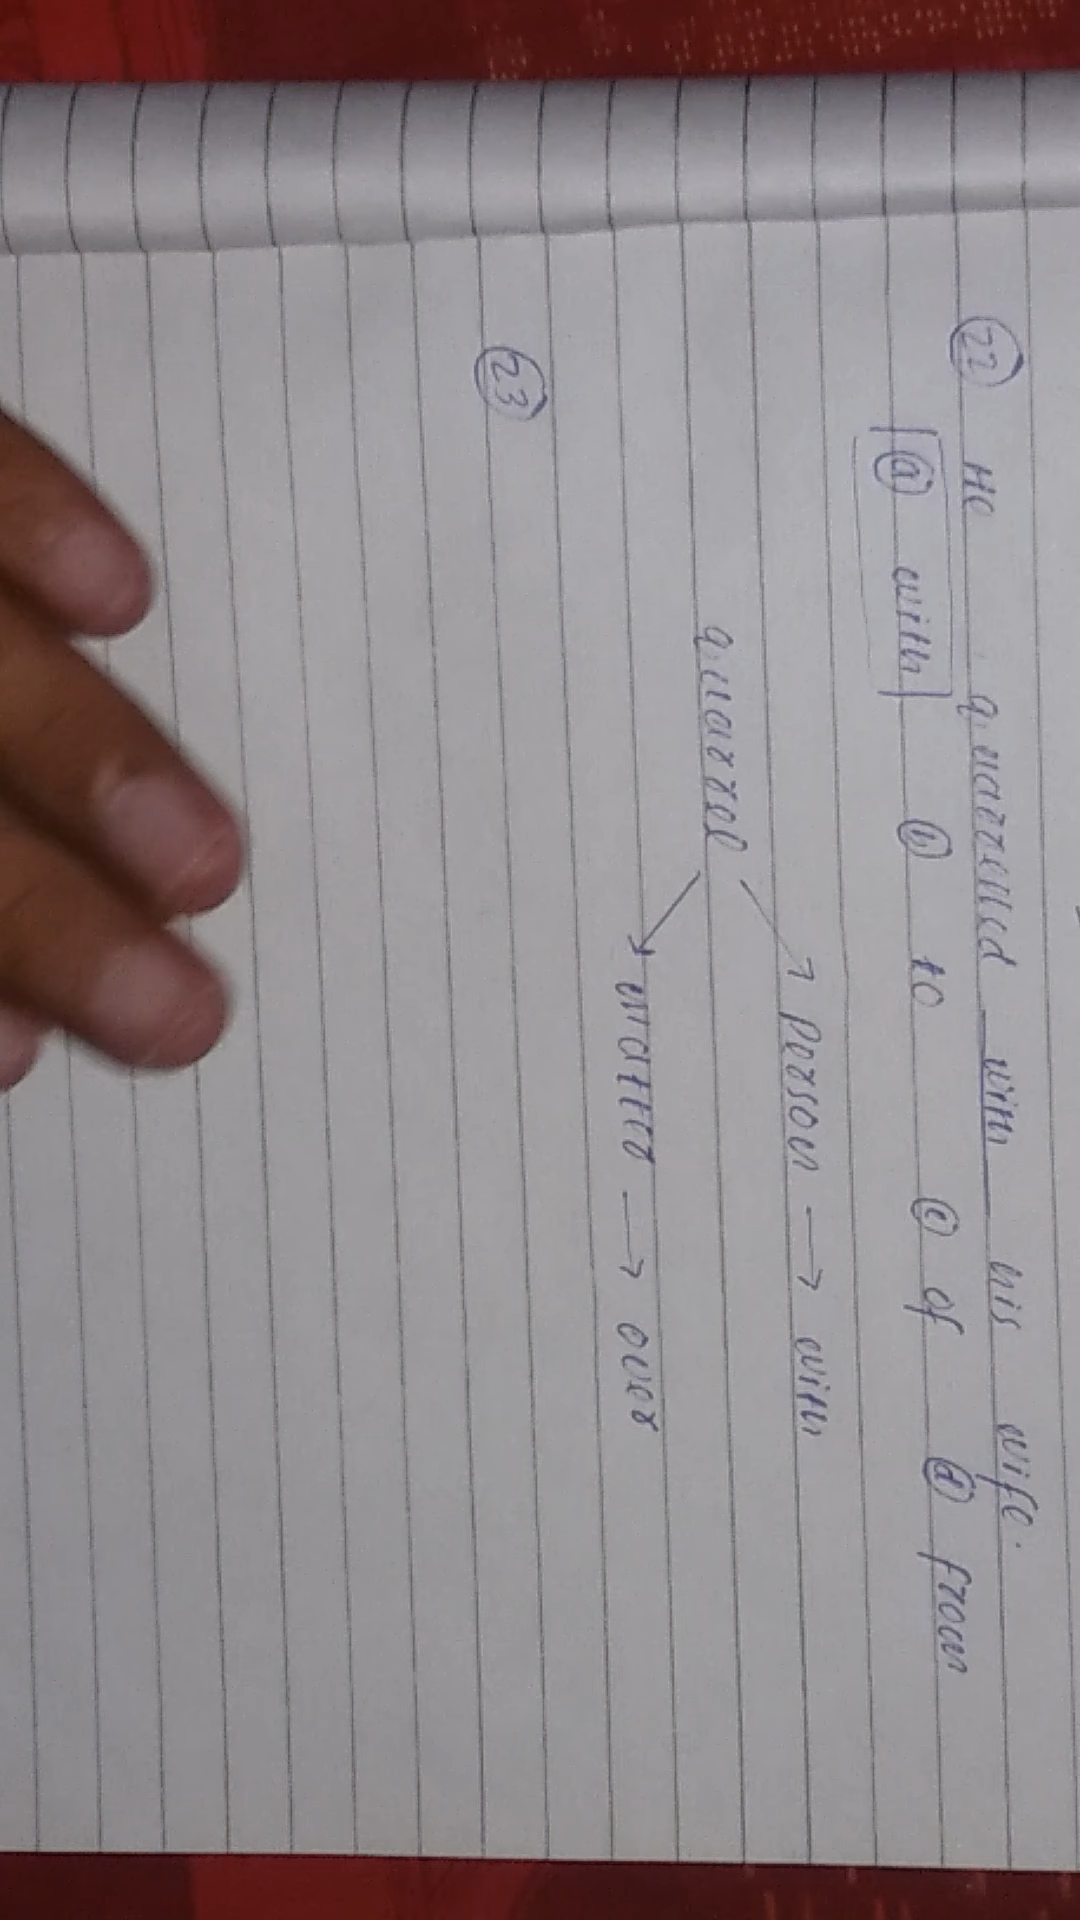 22 He quarrelled with his wife.
a with b to c of d from
quarrel
→ Person → with
→ matter → over
23